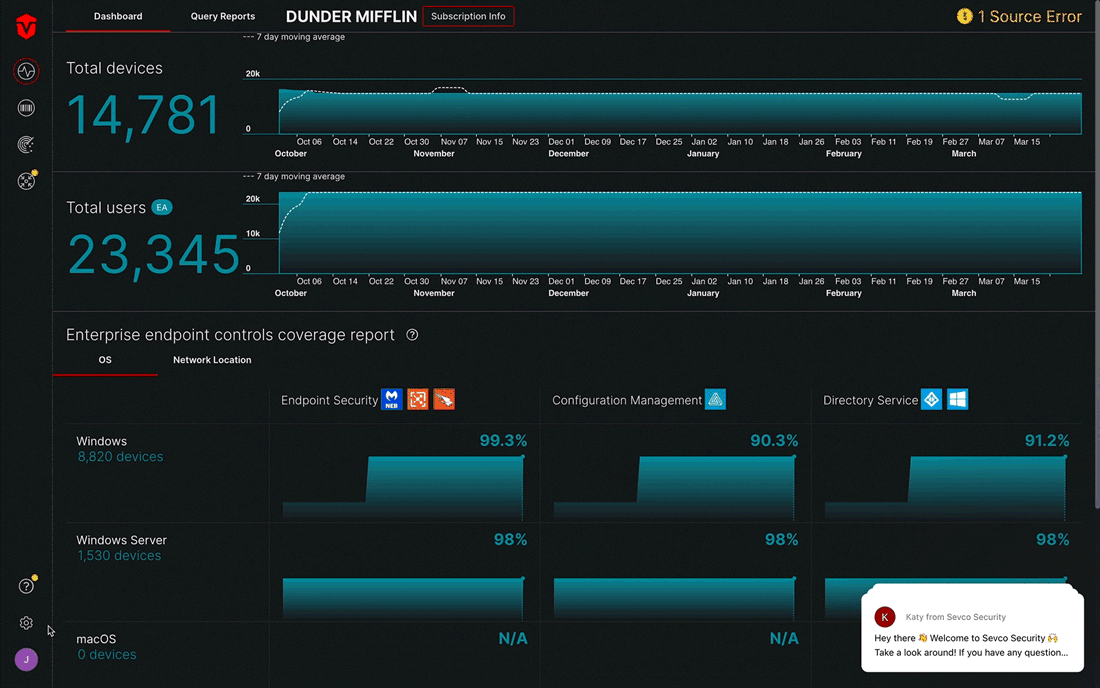 Dashboard Query Reports DUNDER MIFFLIN Subscription Info 1 Source Error
--- 7 day moving average
Total devices
14,781
20k
0
Oct 06 Oct 14 Oct 22 Oct 30 Nov 07 Nov 15 Nov 23 Dec 01 Dec 09 Dec 17 Dec 25 Jan 02 Jan 10 Jan 18 Jan 26 Feb 03 Feb 11 Feb 19 Feb 27 Mar 07 Mar 15
October November December January February March
--- 7 day moving average
Total users EA
23,345
20k
10k
0
Oct 06 Oct 14 Oct 22 Oct 30 Nov 07 Nov 15 Nov 23 Dec 01 Dec 09 Dec 17 Dec 25 Jan 02 Jan 10 Jan 18 Jan 26 Feb 03 Feb 11 Feb 19 Feb 27 Mar 07 Mar 15
October November December January February March
Enterprise endpoint controls coverage report ?
OS Network Location
Endpoint Security NEB Configuration Management Directory Service
Windows 99.3% 90.3% 91.2%
8,820 devices
Windows Server 98% 98% 98%
1,530 devices
macOS N/A N/A
0 devices
?
J
K Katy from Sevco Security
Hey there 👋 Welcome to Sevco Security 🙌
Take a look around! If you have any question...